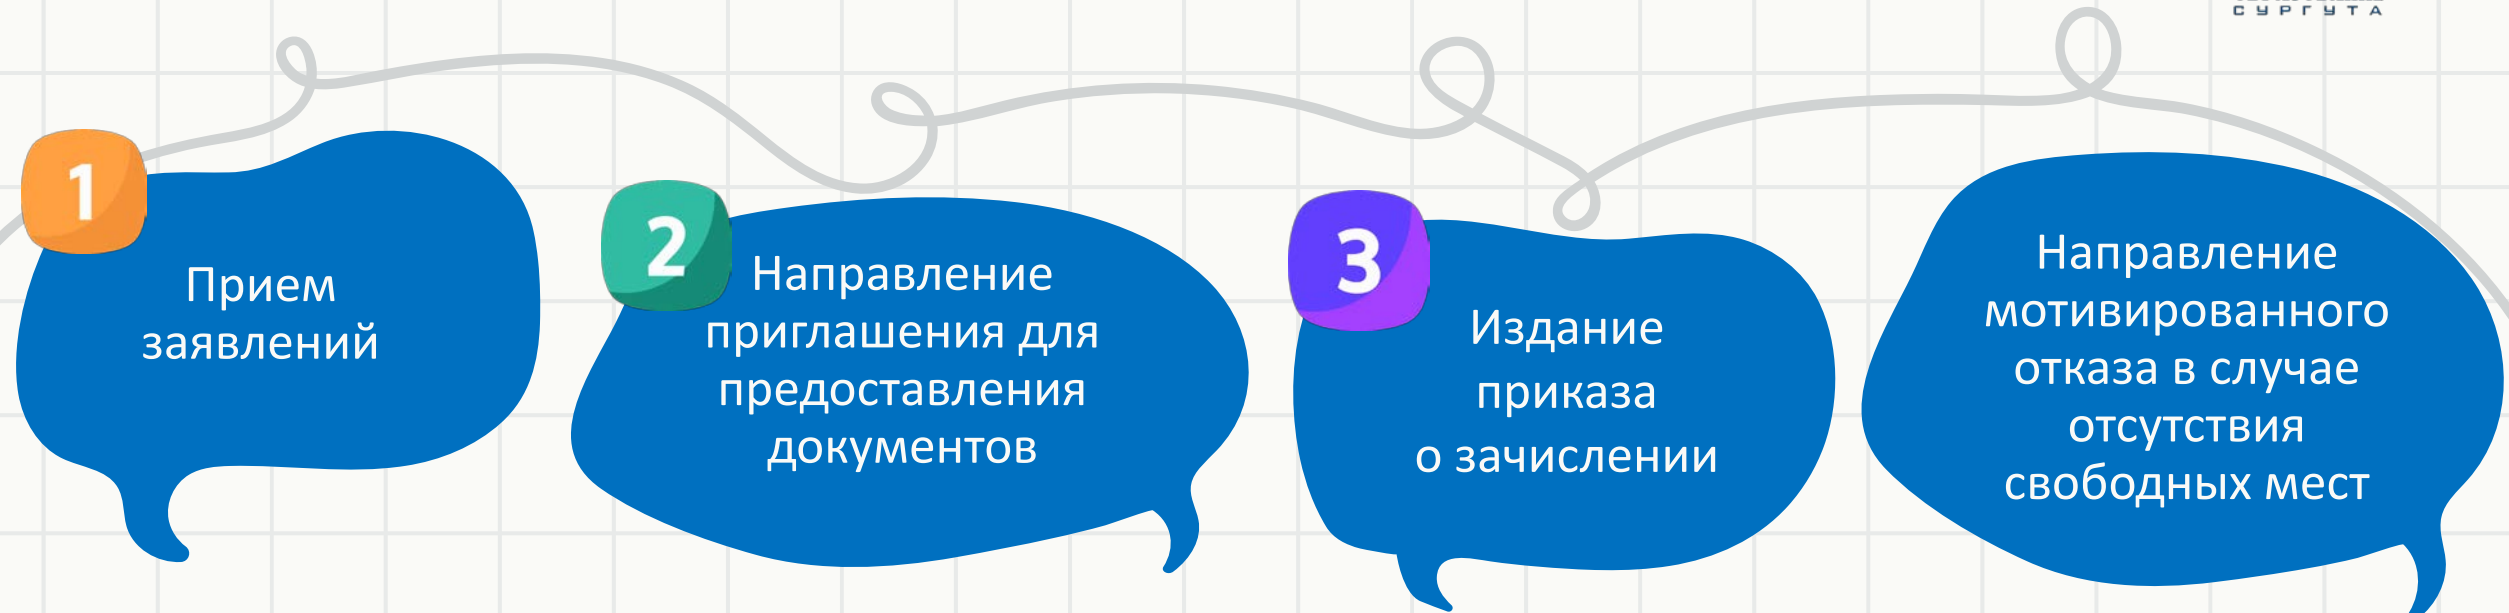 СУРГУТА
1
Прием
заявлений
2
Направление
приглашения для
предоставления
документов
3
Издание
приказа
о зачислении
Направление
мотивированного
отказа в случае
отсутствия
свободных мест